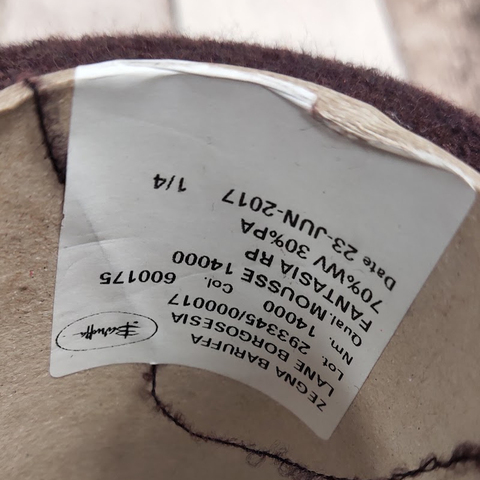 ZEGNA BARUFFA
LANE BORGOSESIA
Baruffa
Lot. 293345/000017
Nm. 14000 Col. 600175
Qual. MOUSSE 14000
FANTASIA RP
70%WV 30%PA
Date 23-JUN-2017 1/4